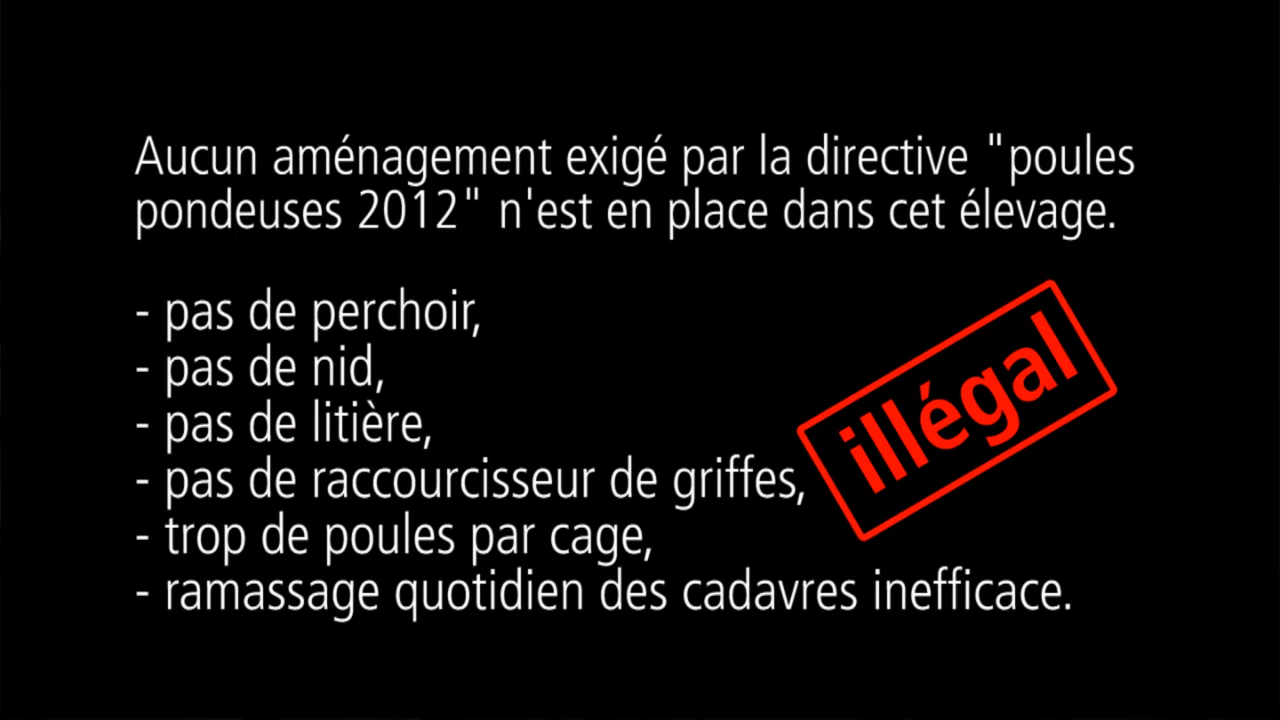 Aucun aménagement exigé par la directive "poules
pondeuses 2012" n'est en place dans cet élevage.
- pas de perchoir,
- pas de nid,
- pas de litière,
- pas de raccourcisseur de griffes,
- trop de poules par cage,
- ramassage quotidien des cadavres inefficace.
illégal